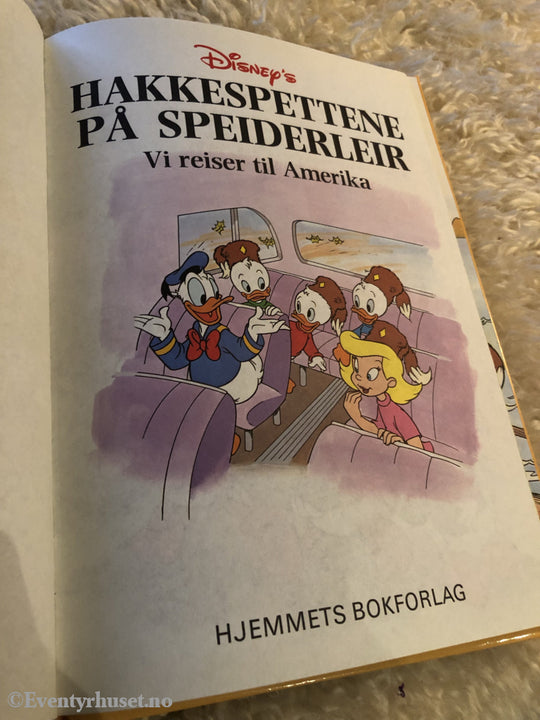 Disney's
HAKKESPETTENE
PÅ SPEIDERLEIR
Vi reiser til Amerika
HJEMMETS BOKFORLAG
©Eventyrhuset.no